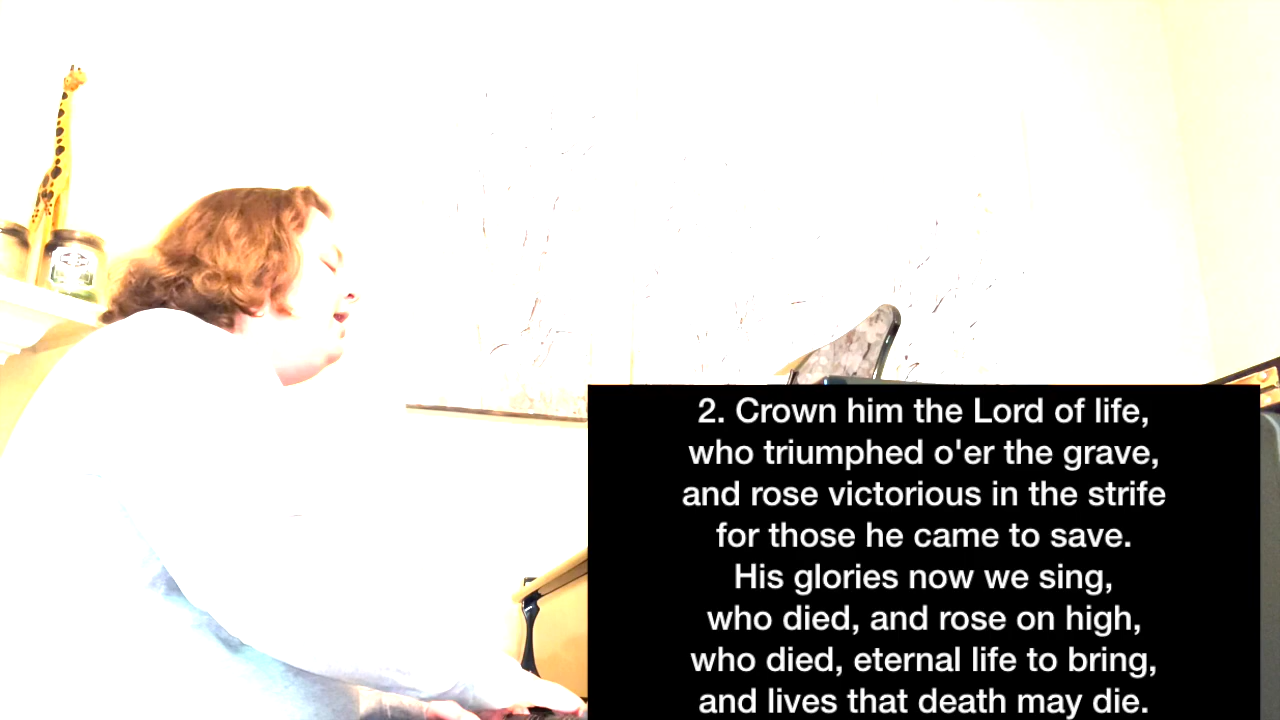 2. Crown him the Lord of life,
who triumphed o'er the grave,
and rose victorious in the strife
for those he came to save.
His glories now we sing,
who died, and rose on high,
who died, eternal life to bring,
and lives that death may die.